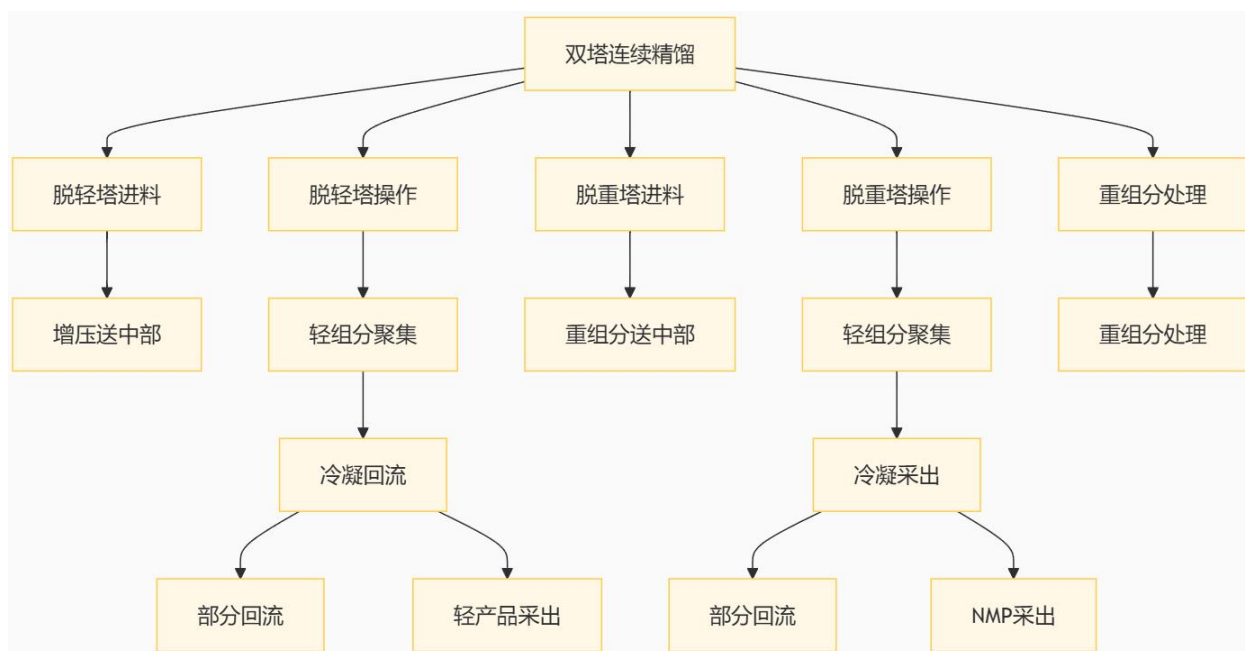 双塔连续精馏
脱轻塔进料
脱轻塔操作
脱重塔进料
脱重塔操作
重组分处理
增压送中部
轻组分聚集
重组分送中部
轻组分聚集
重组分处理
冷凝回流
冷凝采出
部分回流
轻产品采出
部分回流
NMP采出